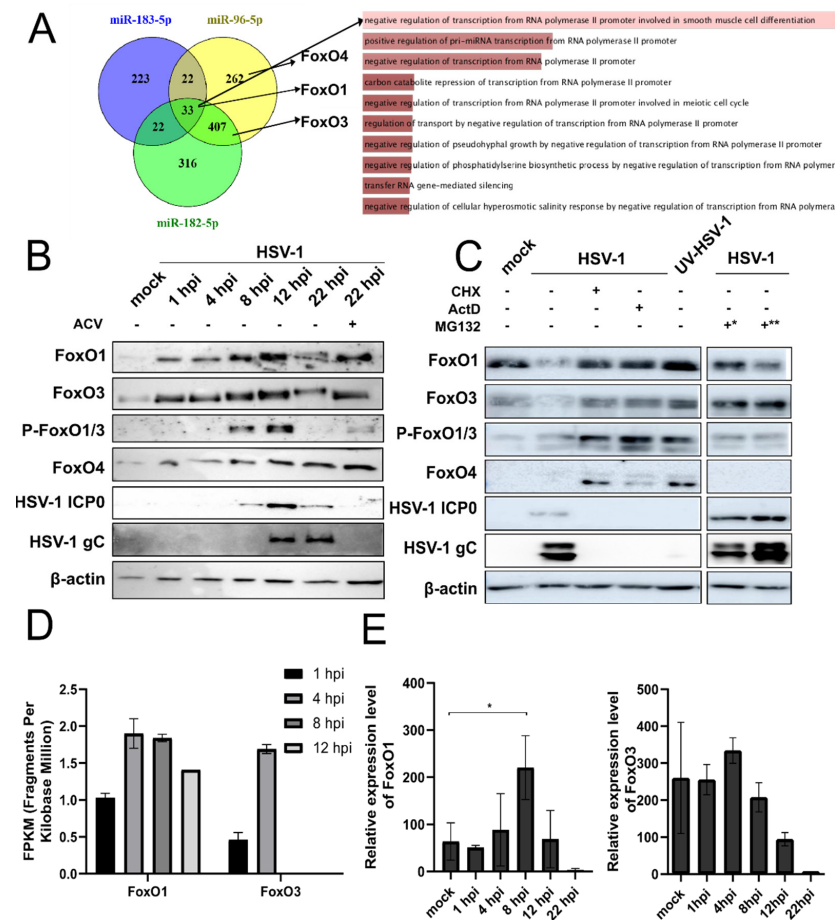 A
miR-183-5p
miR-96-5p
223
22
262
33
22
407
316
miR-182-5p
FoxO4
FoxO1
FoxO3
negative regulation of transcription from RNA polymerase II promoter involved in smooth muscle cell differentiation
positive regulation of pri-miRNA transcription from RNA polymerase II promoter
negative regulation of transcription from RNA polymerase II promoter
carbon catabolite repression of transcription from RNA polymerase II promoter
negative regulation of transcription from RNA polymerase II promoter involved in meiotic cell cycle
regulation of transport by negative regulation of transcription from RNA polymerase II promoter
negative regulation of pseudohyphal growth by negative regulation of transcription from RNA polymerase II promoter
negative regulation of phosphatidylserine biosynthetic process by negative regulation of transcription from RNA polymer
transfer RNA gene-mediated silencing
negative regulation of cellular hyperosmotic salinity response by negative regulation of transcription from RNA polymera
B
HSV-1
mock 1 hpi 4 hpi 8 hpi 12 hpi 22 hpi 22 hpi
ACV - - - - - - +
FoxO1
FoxO3
P-FoxO1/3
FoxO4
HSV-1 ICP0
HSV-1 gC
β-actin
C
mock HSV-1 UV-HSV-1 HSV-1
CHX - - + - - - -
ActD - - - + - - -
MG132 - - - - - +* +**
FoxO1
FoxO3
P-FoxO1/3
FoxO4
HSV-1 ICP0
HSV-1 gC
β-actin
D
FPKM (Fragments Per
Kilobase Million)
2.5
2.0
1.5
1.0
0.5
0.0
FoxO1 FoxO3
1 hpi
4 hpi
8 hpi
12 hpi
E
Relative expression level
of FoxO1
400
300
200
100
0
*
mock 1 hpi 4 hpi 8 hpi 12 hpi 22 hpi
Relative expression level
of FoxO3
500
400
300
200
100
0
mock 1hpi 4hpi 8hpi 12hpi 22hpi